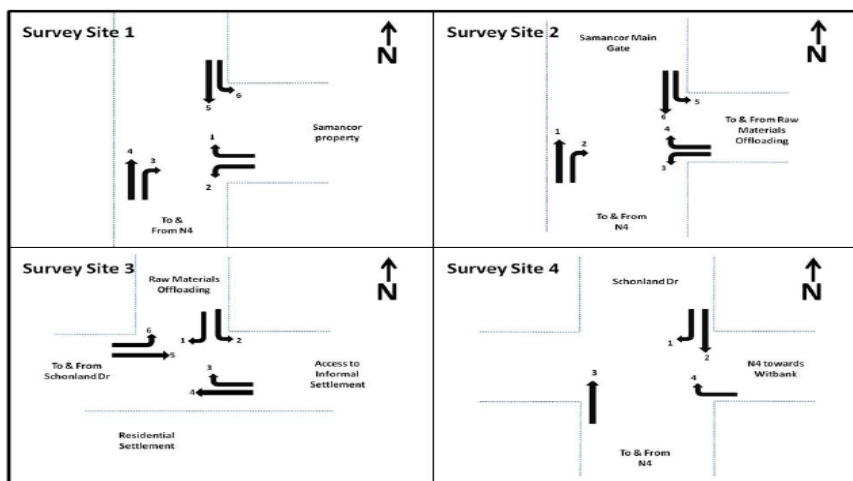 Survey Site 1
N
6
5
1
4
3
2
Samancor
property
To &
From N4
Survey Site 2
Samancor Main
Gate
N
5
6
1
2
4
3
To & From Raw
Materials
Offloading
To & From
N4
Survey Site 3
Raw Materials
Offloading
N
6
5
1
2
To & From
Schonland Dr
3
4
Access to
Informal
Settlement
Residential
Settlement
Survey Site 4
Schonland Dr
N
1
2
3
4
N4 towards
Witbank
To & From
N4